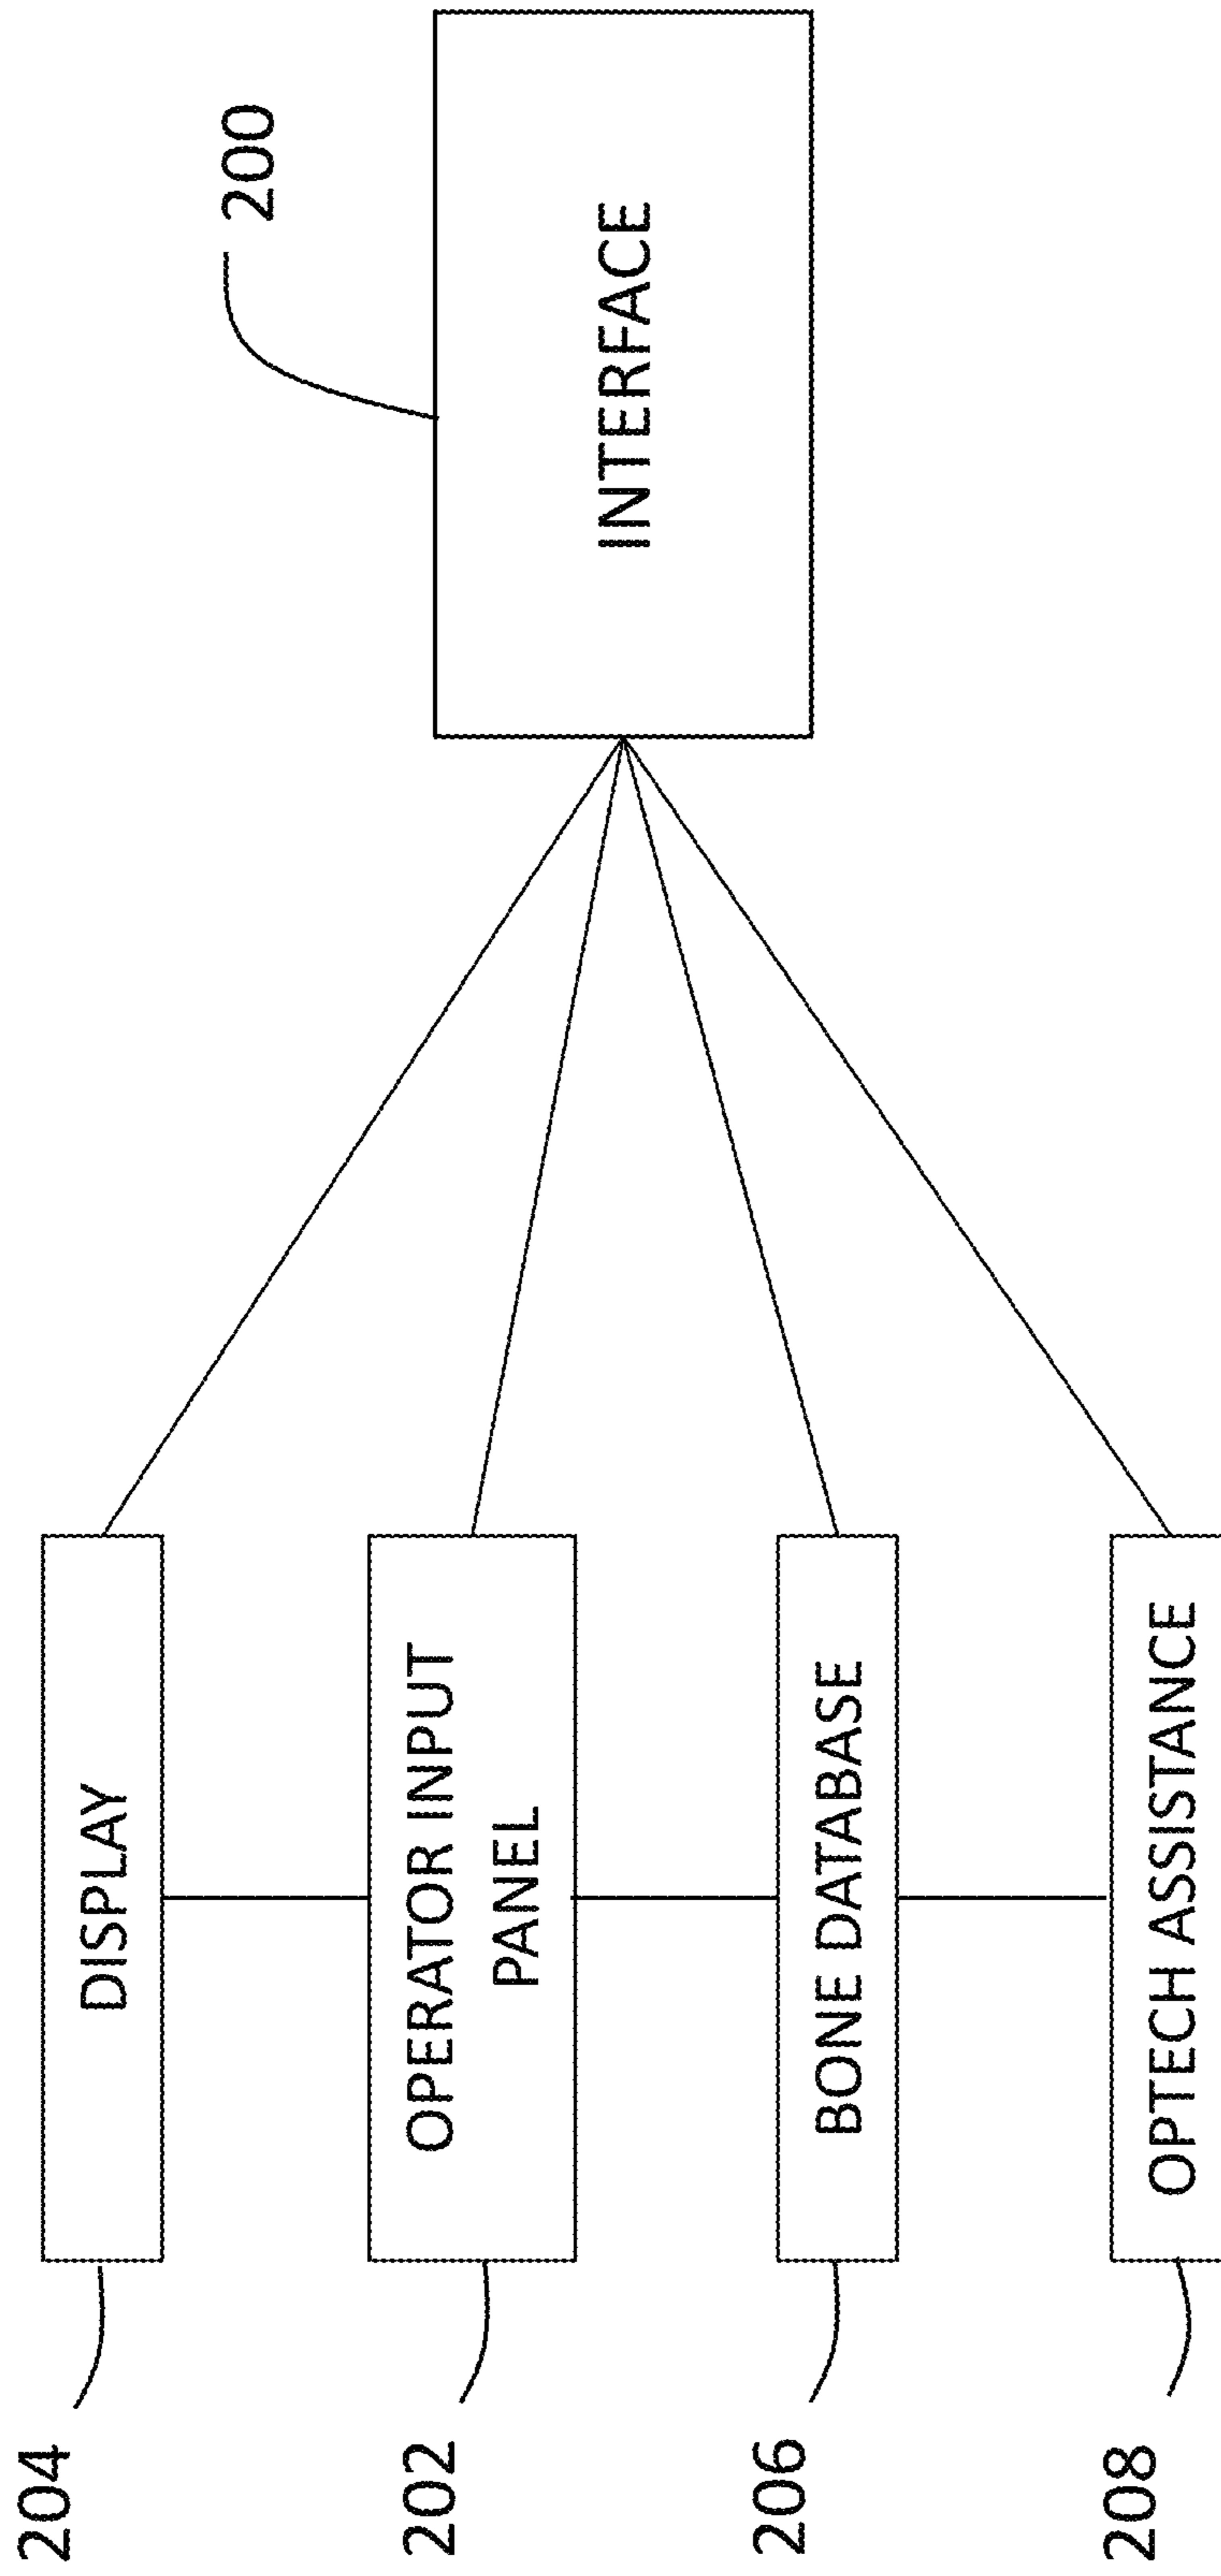 204
DISPLAY
202
OPERATOR INPUT
PANEL
206
BONE DATABASE
208
OPTECH ASSISTANCE
200
INTERFACE